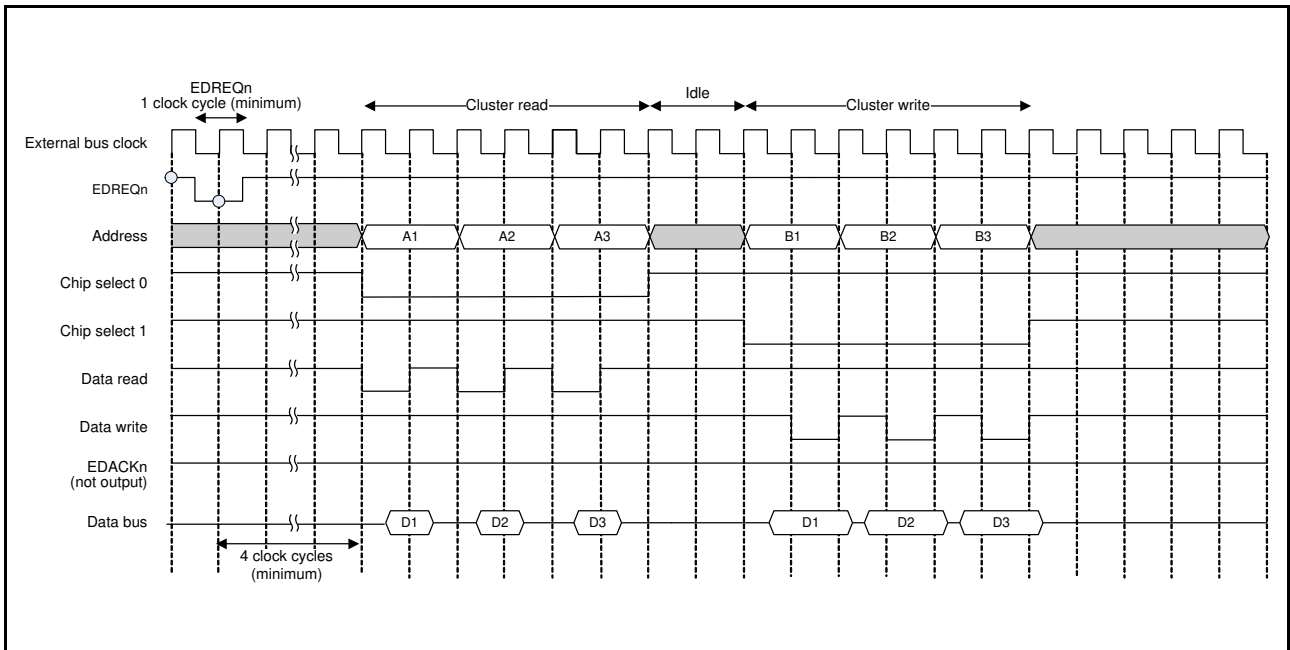 EDREQn
1 clock cycle (minimum)
Cluster read
Idle
Cluster write
External bus clock
EDREQn
Address
A1
A2
A3
B1
B2
B3
Chip select 0
Chip select 1
Data read
Data write
EDACKn
(not output)
Data bus
D1
D2
D3
D1
D2
D3
4 clock cycles
(minimum)